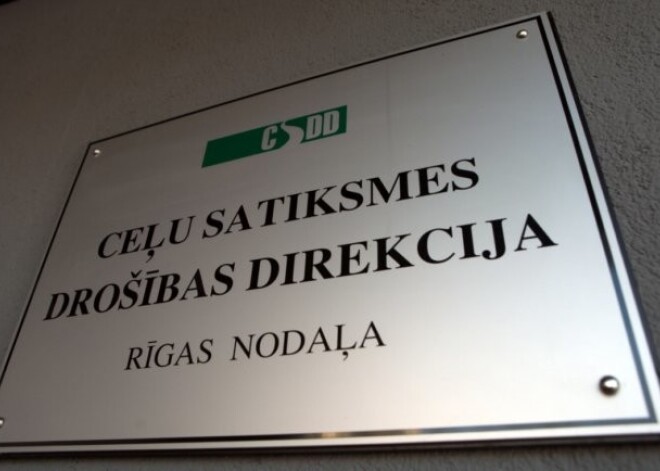 CSDD
CEĻU SATIKSMES
DROŠĪBAS DIREKCIJA
RĪGAS NODAĻA